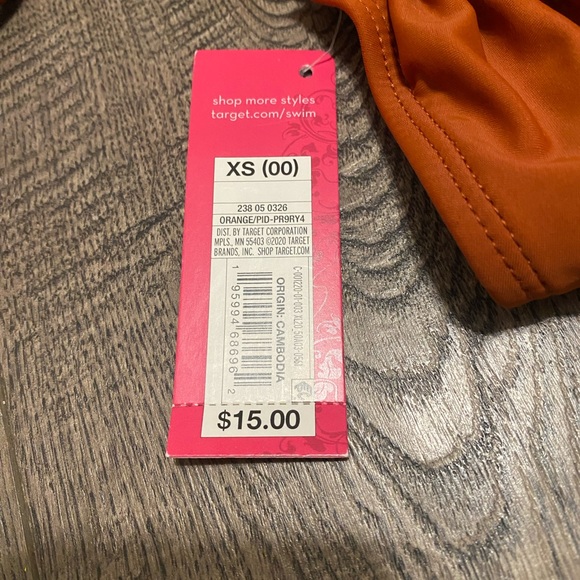 shop more styles
target.com/swim
XS (00)
238 05 0326
ORANGE/PID-PR9RY4
DIST. BY TARGET CORPORATION
MPLS., MN 55403 ©2020 TARGET
BRANDS, INC. SHOP TARGET.COM
ORIGIN: CAMBODIA
1 95994 68696 2
$15.00